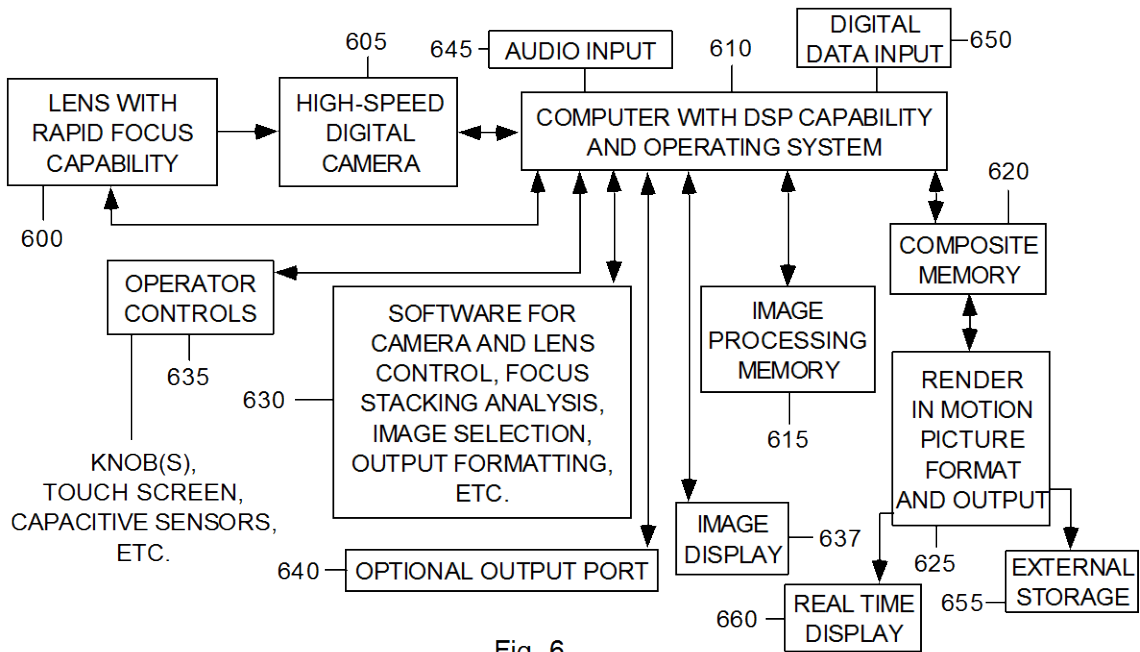 645
AUDIO INPUT
610
DIGITAL
DATA INPUT
650
605
LENS WITH
RAPID FOCUS
CAPABILITY
600
HIGH-SPEED
DIGITAL
CAMERA
COMPUTER WITH DSP CAPABILITY
AND OPERATING SYSTEM
620
COMPOSITE
MEMORY
OPERATOR
CONTROLS
635
KNOB(S),
TOUCH SCREEN,
CAPACITIVE SENSORS,
ETC.
630
SOFTWARE FOR
CAMERA AND LENS
CONTROL, FOCUS
STACKING ANALYSIS,
IMAGE SELECTION,
OUTPUT FORMATTING,
ETC.
IMAGE
PROCESSING
MEMORY
615
RENDER
IN MOTION
PICTURE
FORMAT
AND OUTPUT
625
640
OPTIONAL OUTPUT PORT
IMAGE
DISPLAY
637
660
REAL TIME
DISPLAY
655
EXTERNAL
STORAGE
Fig. 6